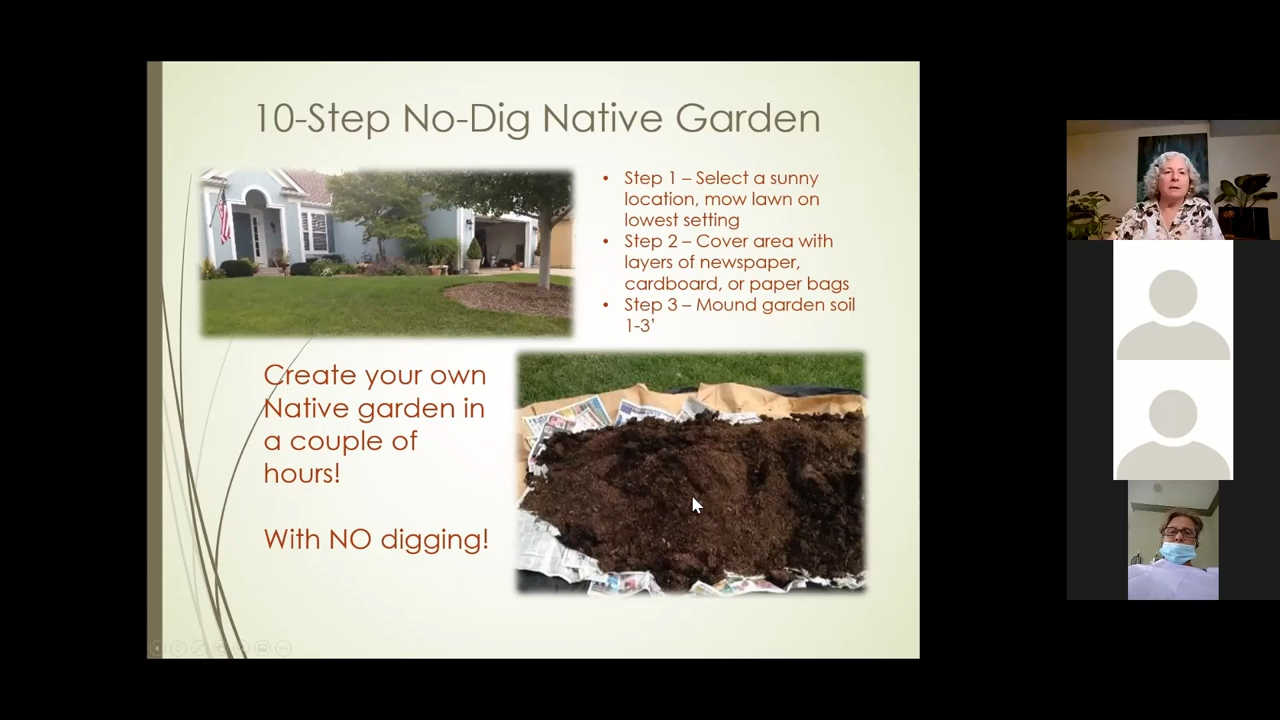 10-Step No-Dig Native Garden
• Step 1 – Select a sunny
location, mow lawn on
lowest setting
• Step 2 – Cover area with
layers of newspaper,
cardboard, or paper bags
• Step 3 – Mound garden soil
1-3’
Create your own
Native garden in
a couple of
hours!
With NO digging!